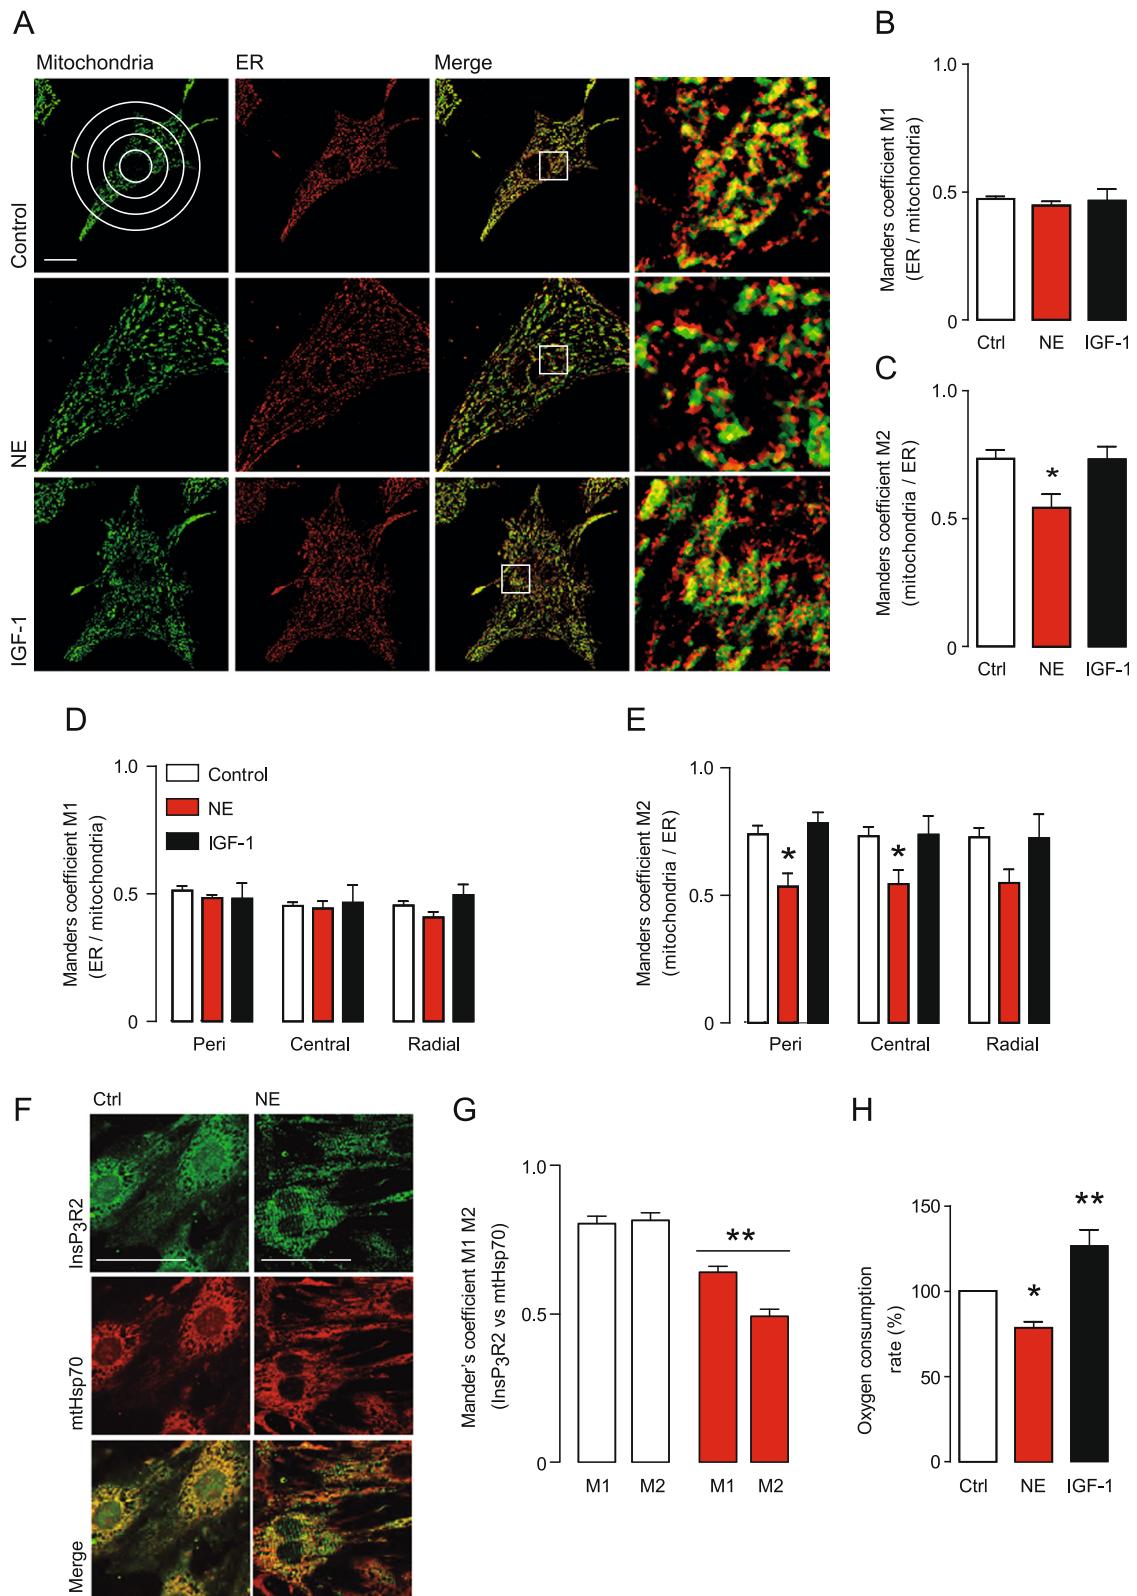 A
Mitochondria
ER
Merge
Control
NE
IGF-1
B
Manders coefficient M1
(ER / mitochondria)
1.0
0.5
0
Ctrl
NE
IGF-1
C
Manders coefficient M2
(mitochondria / ER)
1.0
0.5
0
*
Ctrl
NE
IGF-1
D
Manders coefficient M1
(ER / mitochondria)
1.0
0.5
0
Control
NE
IGF-1
Peri
Central
Radial
E
Manders coefficient M2
(mitochondria / ER)
1.0
0.5
0
*
*
Peri
Central
Radial
F
Ctrl
NE
InsP3R2
mtHsp70
Merge
G
Mander's coefficient M1 M2
(InsP3R2 vs mtHsp70)
1.0
0.5
0
**
M1
M2
M1
M2
H
Oxygen consumption
rate (%)
150
100
50
0
*
**
Ctrl
NE
IGF-1